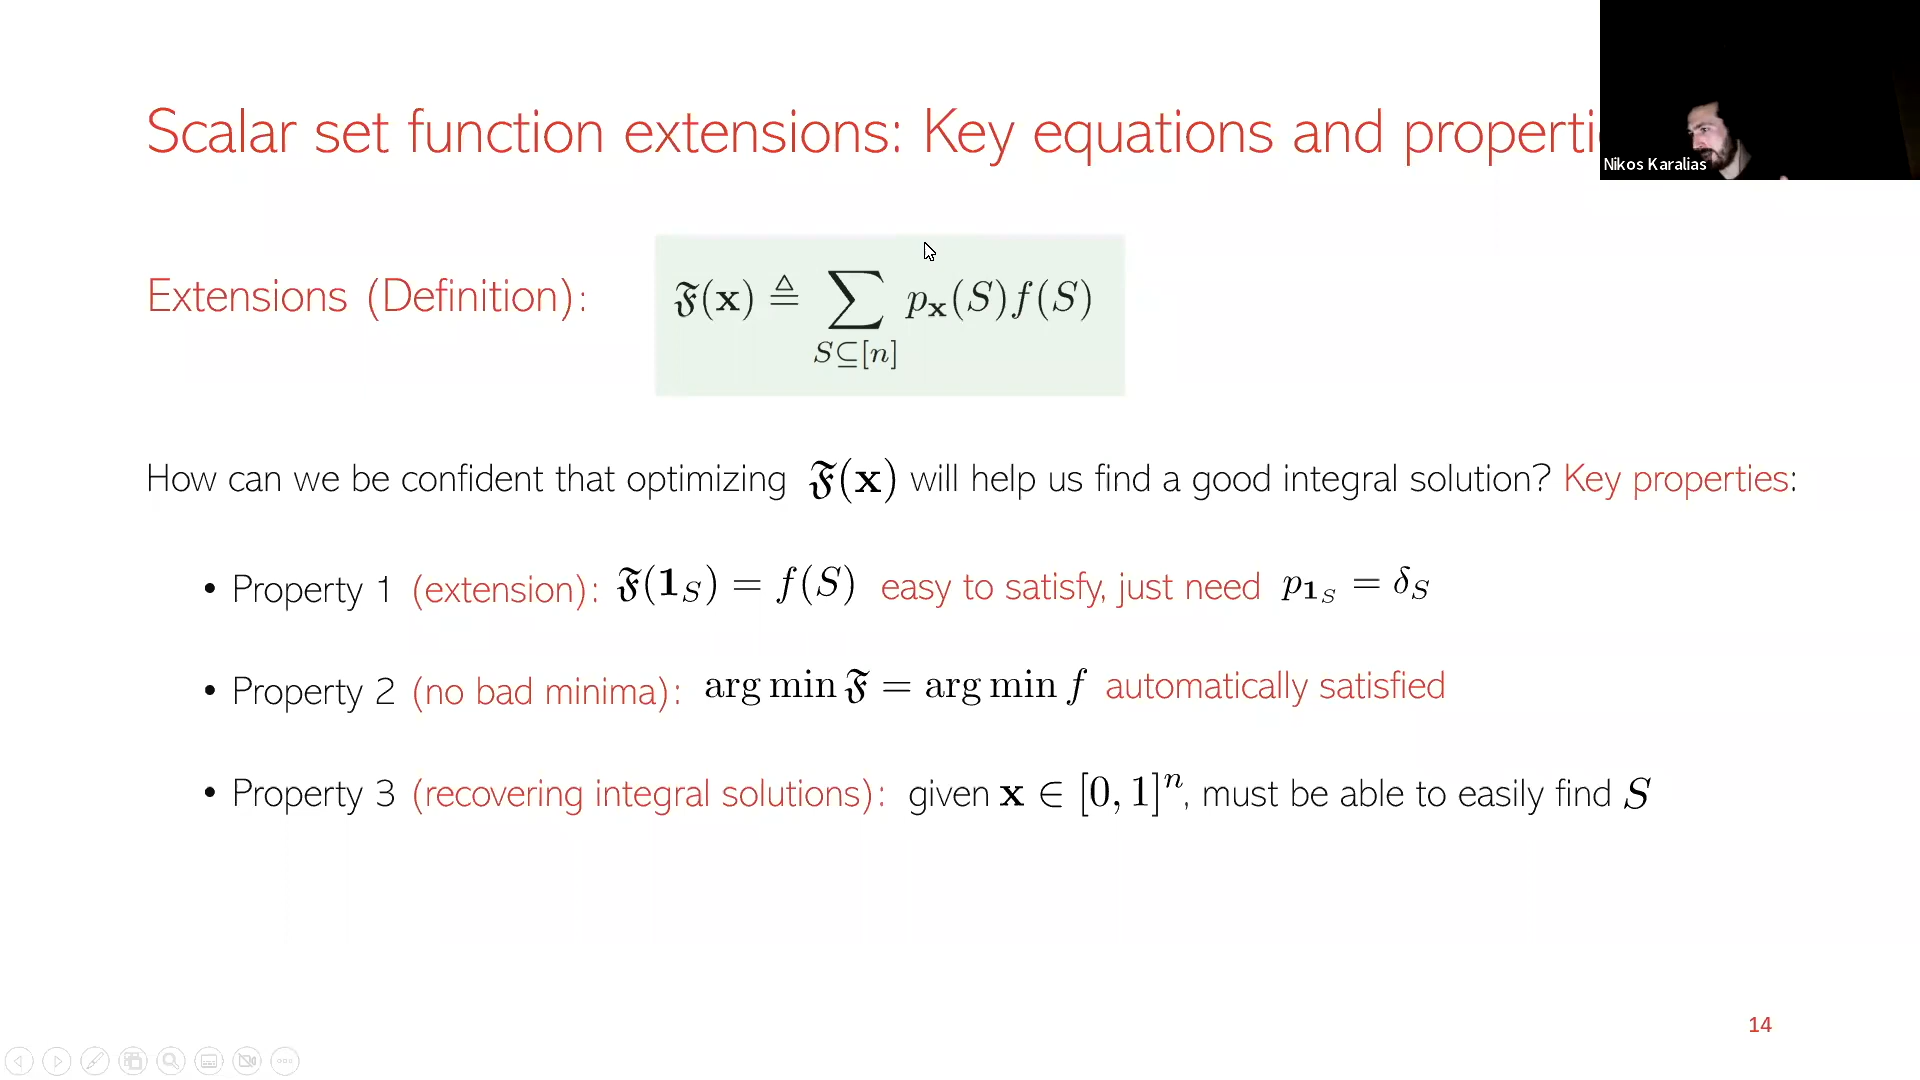 Scalar set function extensions: Key equations and properti
Nikos Karalias
Extensions (Definition): 𝔉(𝐱) ≜ ∑_{S⊆[n]} p_𝐱(S)f(S)
How can we be confident that optimizing 𝔉(𝐱) will help us find a good integral solution? Key properties:
• Property 1 (extension): 𝔉(𝟏_S) = f(S) easy to satisfy, just need p_{𝟏_S} = δ_S
• Property 2 (no bad minima): arg min 𝔉 = arg min f automatically satisfied
• Property 3 (recovering integral solutions): given 𝐱 ∈ [0, 1]^n, must be able to easily find S
14